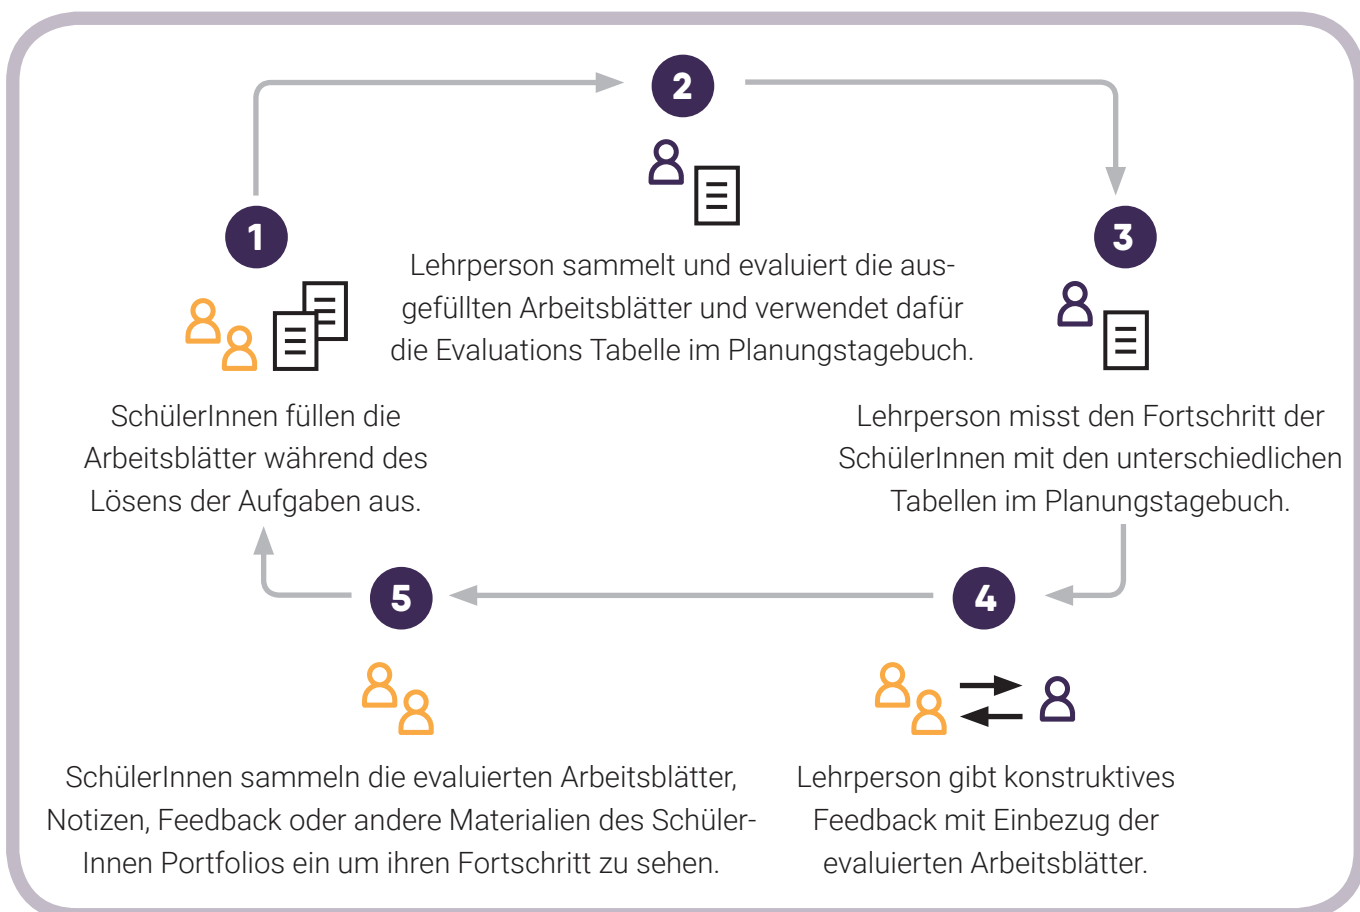 1
SchülerInnen füllen die
Arbeitsblätter während des
Lösens der Aufgaben aus.
2
Lehrperson sammelt und evaluiert die aus-
gefüllten Arbeitsblätter und verwendet dafür
die Evaluations Tabelle im Planungstagebuch.
3
Lehrperson misst den Fortschritt der
SchülerInnen mit den unterschiedlichen
Tabellen im Planungstagebuch.
4
Lehrperson gibt konstruktives
Feedback mit Einbezug der
evaluierten Arbeitsblätter.
5
SchülerInnen sammeln die evaluierten Arbeitsblätter,
Notizen, Feedback oder andere Materialien des Schüler-
Innen Portfolios ein um ihren Fortschritt zu sehen.